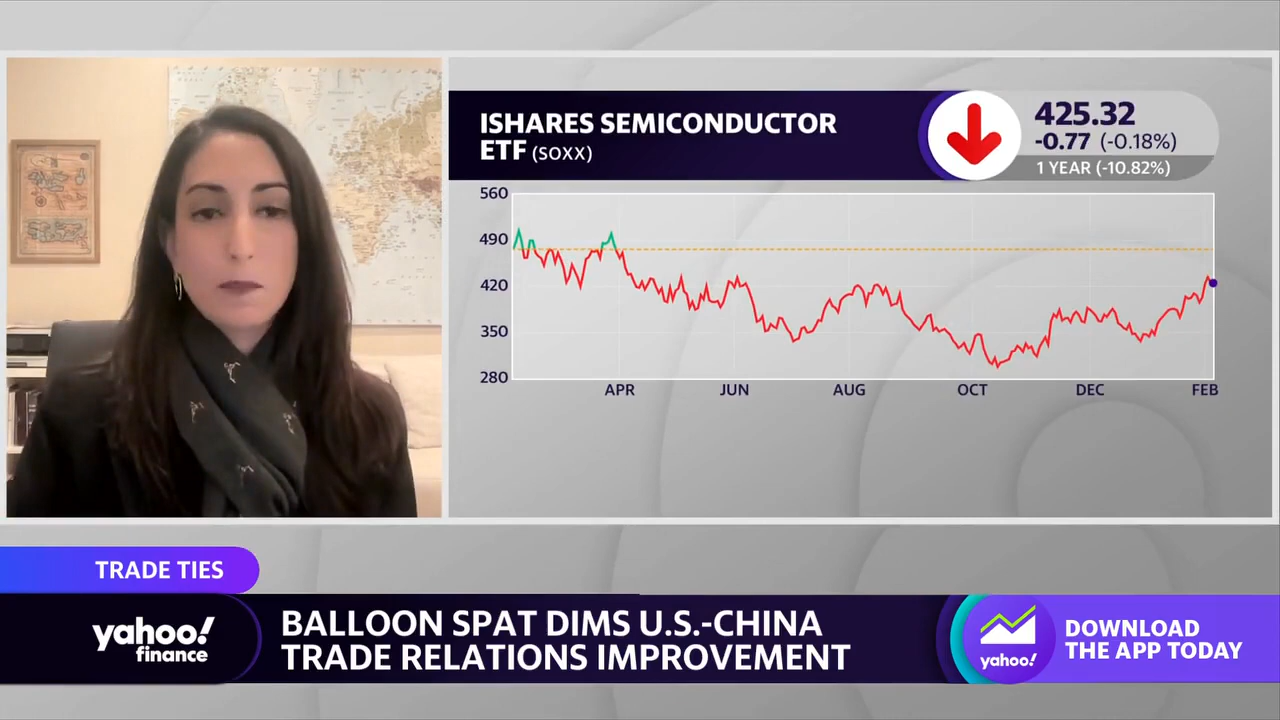 ISHARES SEMICONDUCTOR
ETF (SOXX)
425.32
-0.77 (-0.18%)
1 YEAR (-10.82%)
560
490
420
350
280
APR JUN AUG OCT DEC FEB
TRADE TIES
yahoo!
finance
BALLOON SPAT DIMS U.S.-CHINA
TRADE RELATIONS IMPROVEMENT
yahoo!
DOWNLOAD
THE APP TODAY